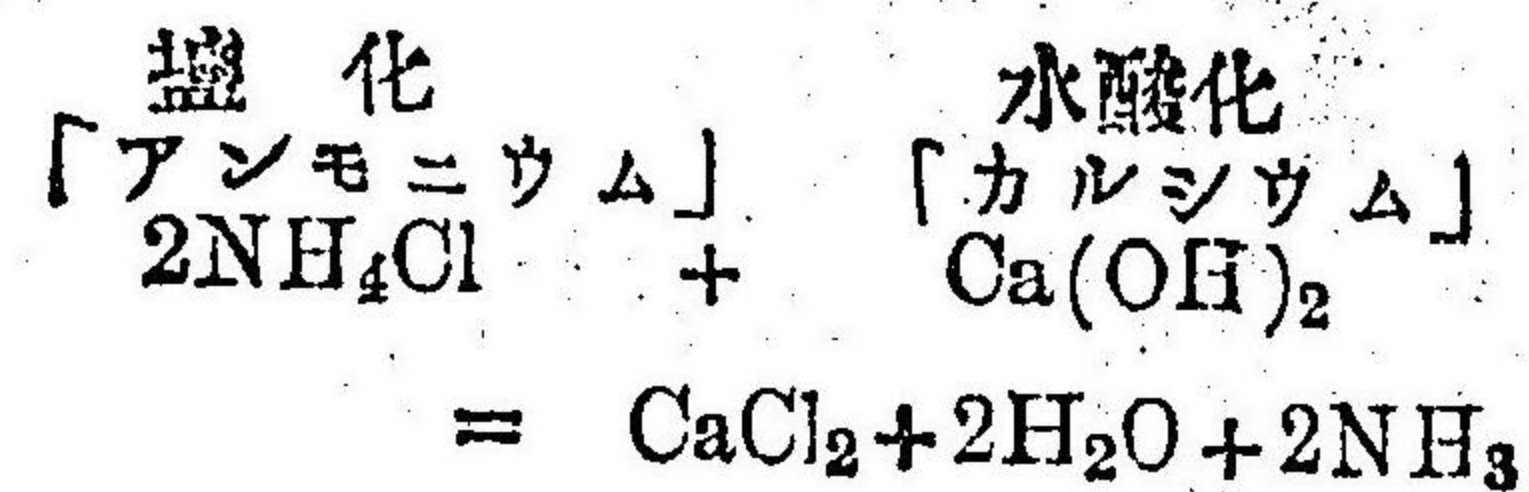 鹽化 水酸化
「アンモニウム」 「カルシウム」
2NH₄Cl + Ca(OH)₂
= CaCl₂+2H₂O+2NH₃